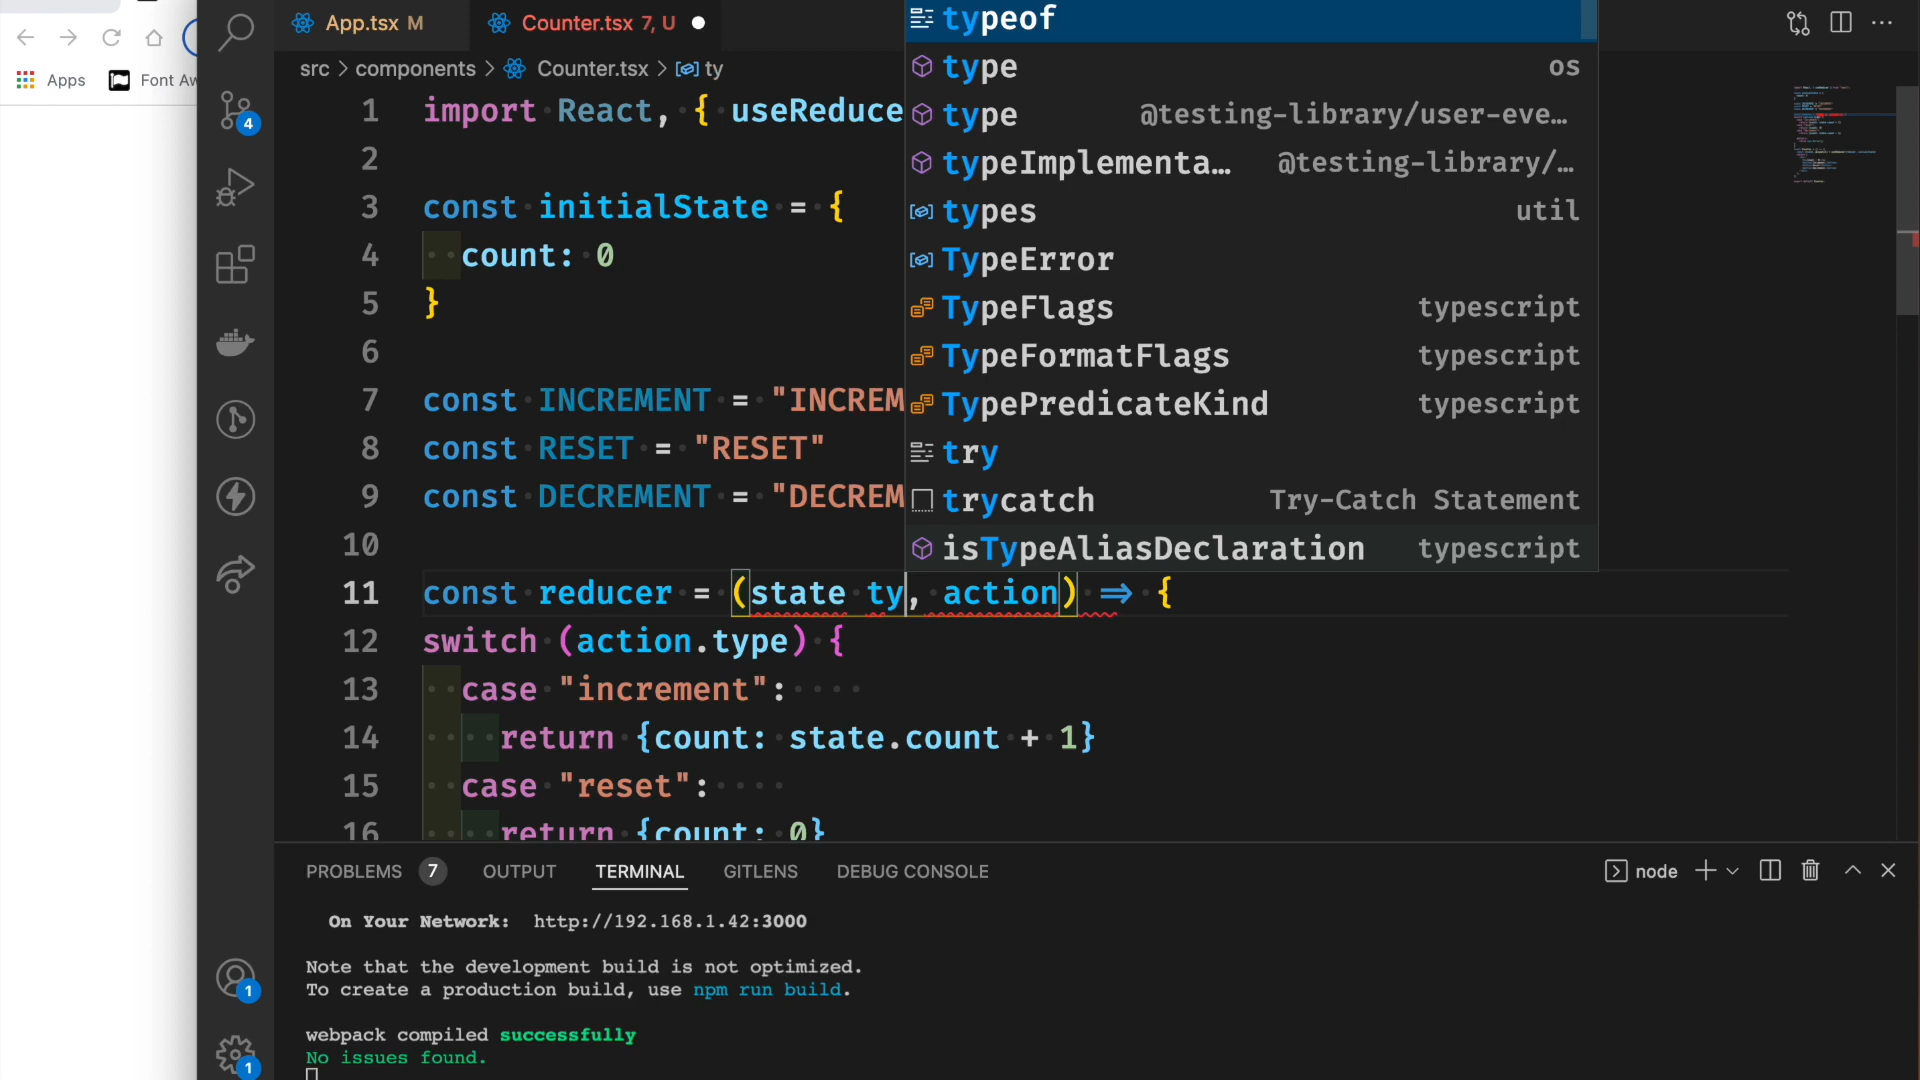 App.tsx M
Counter.tsx 7, U
Apps
Font Aw
src > components > Counter.tsx > ty
typeof
type os
type @testing-library/user-eve…
typeImplementa… @testing-library/…
types util
TypeError
TypeFlags typescript
TypeFormatFlags typescript
TypePredicateKind typescript
try
trycatch Try-Catch Statement
isTypeAliasDeclaration typescript
1 import React, { useReduce
2
3 const initialState = {
4 count: 0
5 }
6
7 const INCREMENT = "INCREM
8 const RESET = "RESET"
9 const DECREMENT = "DECREM
10
11 const reducer = (state ty, action) => {
12 switch (action.type) {
13 case "increment":
14 return {count: state.count + 1}
15 case "reset":
16 return {count: 0}
4
1
1
PROBLEMS 7 OUTPUT TERMINAL GITLENS DEBUG CONSOLE
node
On Your Network: http://192.168.1.42:3000
Note that the development build is not optimized.
To create a production build, use npm run build.
webpack compiled successfully
No issues found.